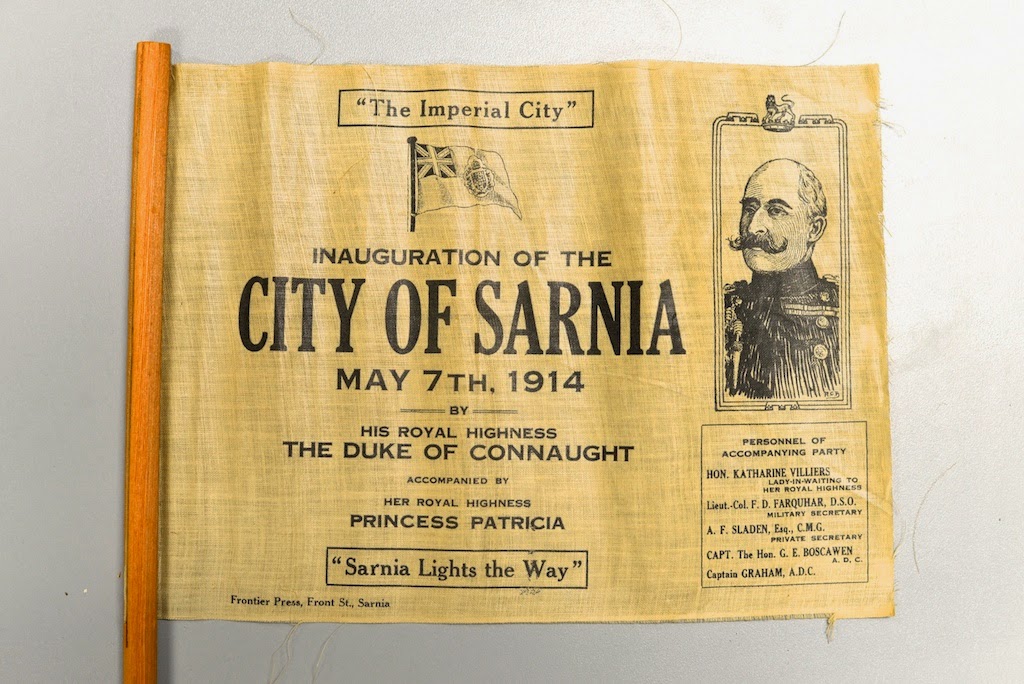 "The Imperial City"
INAUGURATION OF THE
CITY OF SARNIA
MAY 7TH, 1914
BY
HIS ROYAL HIGHNESS
THE DUKE OF CONNAUGHT
ACCOMPANIED BY
HER ROYAL HIGHNESS
PRINCESS PATRICIA
"Sarnia Lights the Way"
Frontier Press, Front St., Sarnia
PERSONNEL OF
ACCOMPANYING PARTY
HON. KATHARINE VILLIERS
LADY-IN-WAITING TO
HER ROYAL HIGHNESS
Lieut.-Col. F. D. FARQUHAR, D.S.O.
MILITARY SECRETARY
A. F. SLADEN, Esq., C.M.G.
PRIVATE SECRETARY
CAPT. The Hon. G. E. BOSCAWEN
A. D. C.
Captain GRAHAM, A.D.C.